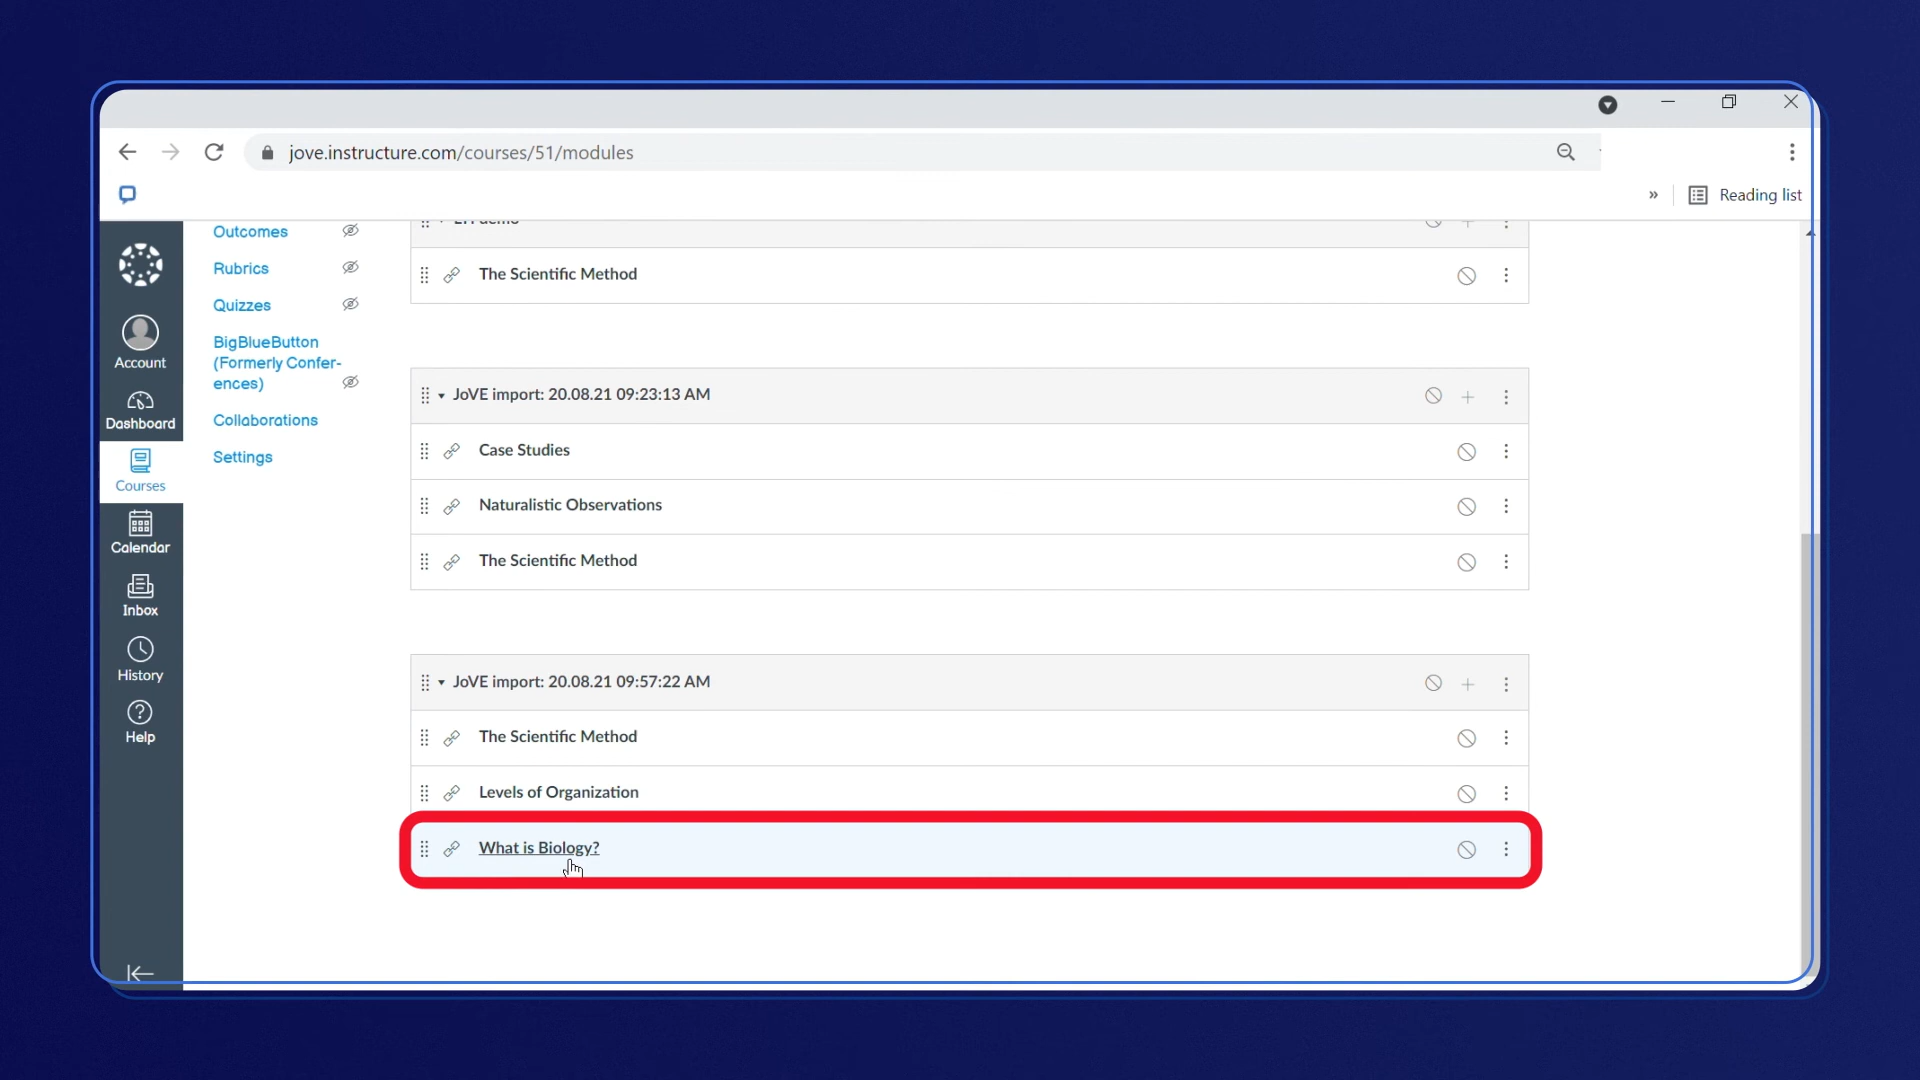 jove.instructure.com/courses/51/modules
»
Reading list
Outcomes
Rubrics
Quizzes
BigBlueButton
(Formerly Confer-
ences)
Collaborations
Settings
Account
Dashboard
Courses
Calendar
Inbox
History
Help
The Scientific Method
JoVE import: 20.08.21 09:23:13 AM
Case Studies
Naturalistic Observations
The Scientific Method
JoVE import: 20.08.21 09:57:22 AM
The Scientific Method
Levels of Organization
What is Biology?